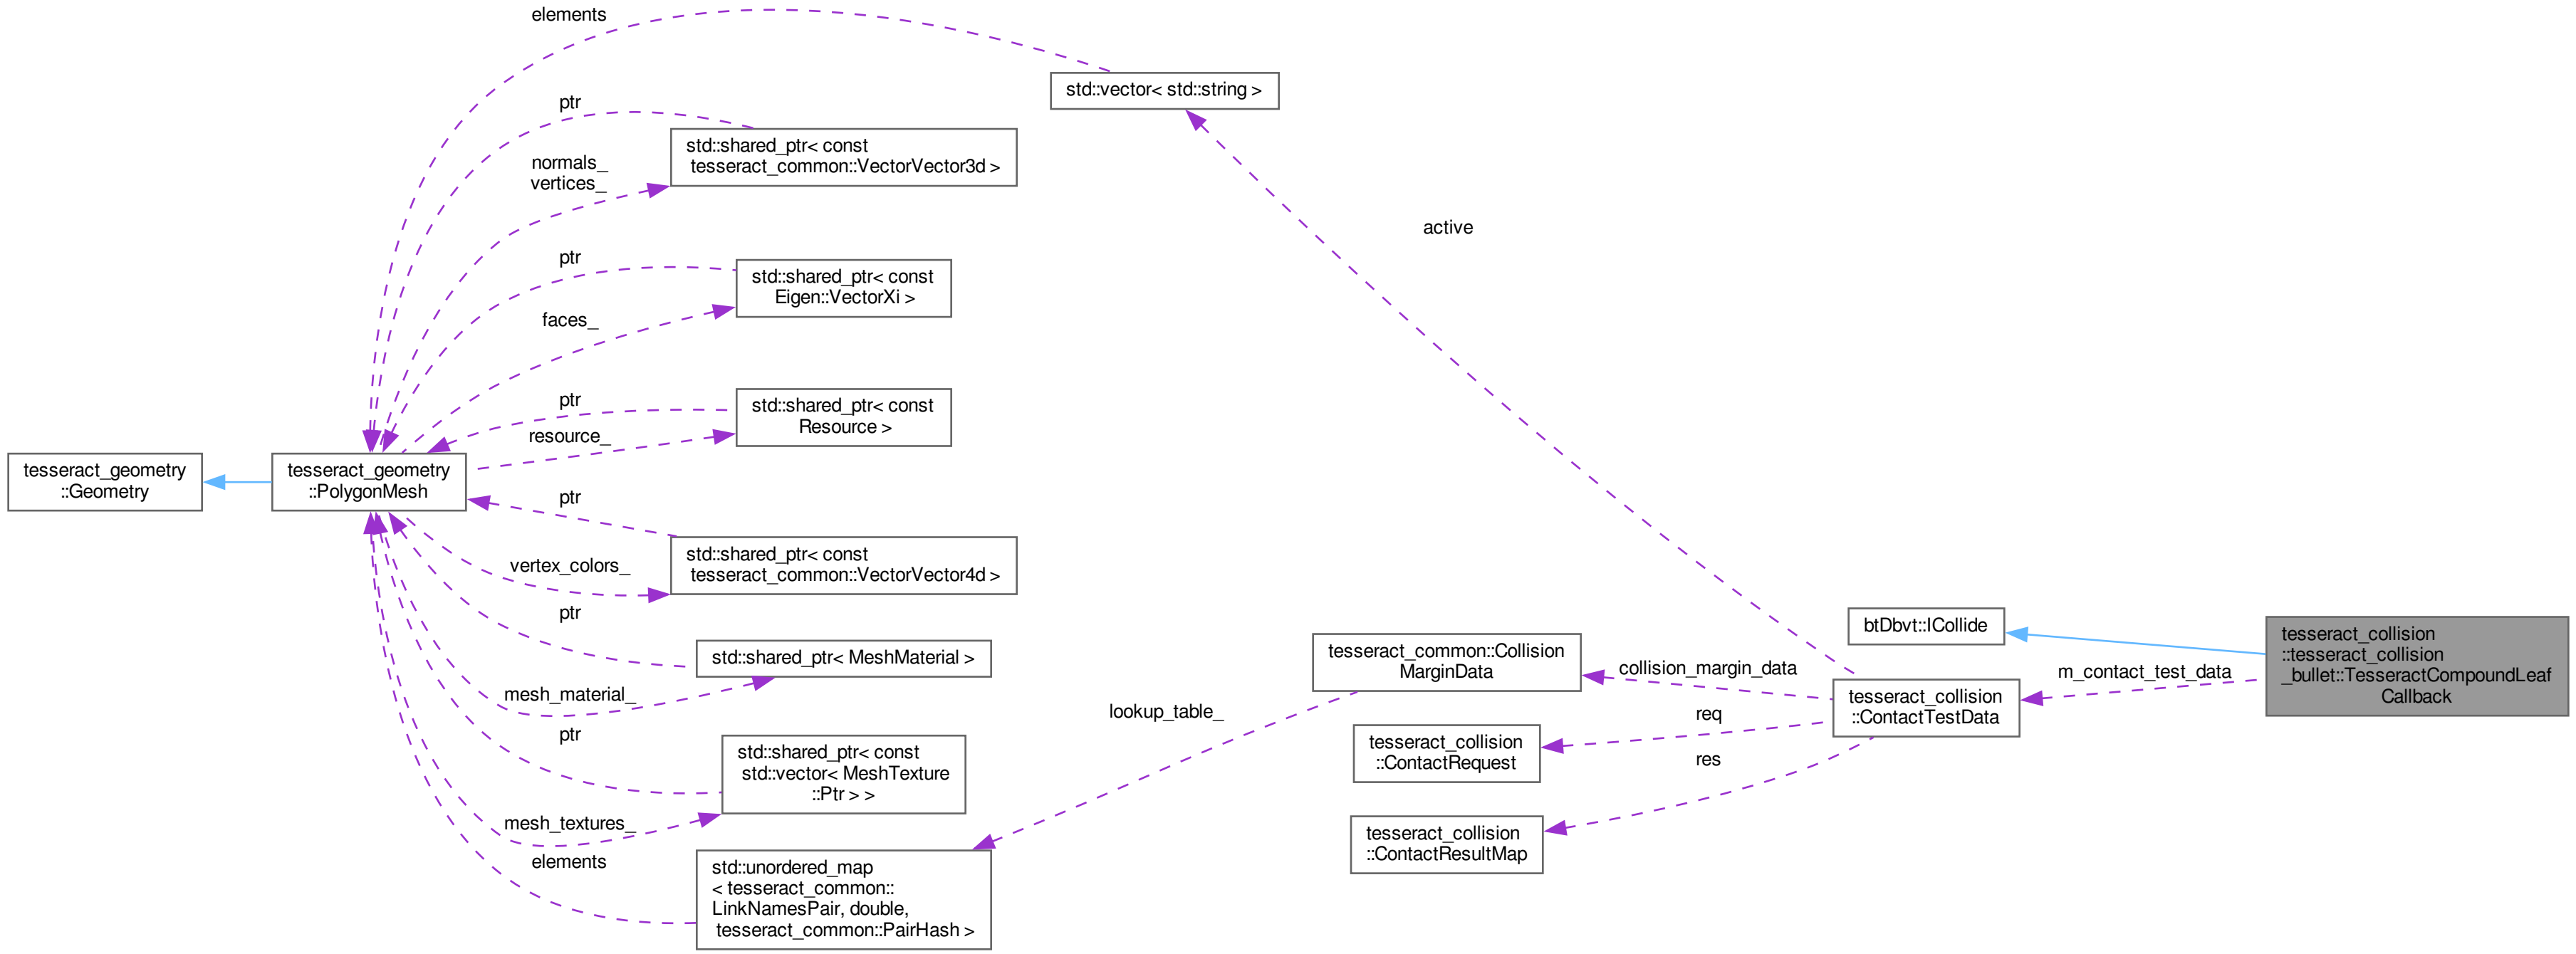 elements
std::vector< std::string >
ptr
std::shared_ptr< const
tesseract_common::VectorVector3d >
normals_
vertices_
active
ptr
std::shared_ptr< const
Eigen::VectorXi >
faces_
ptr
std::shared_ptr< const
Resource >
resource_
tesseract_geometry
::Geometry
tesseract_geometry
::PolygonMesh
ptr
std::shared_ptr< const
tesseract_common::VectorVector4d >
vertex_colors_
ptr
std::shared_ptr< MeshMaterial >
mesh_material_
ptr
std::shared_ptr< const
std::vector< MeshTexture
::Ptr > >
mesh_textures_
elements
std::unordered_map
< tesseract_common::
LinkNamesPair, double,
tesseract_common::PairHash >
lookup_table_
tesseract_common::Collision
MarginData
collision_margin_data
req
tesseract_collision
::ContactRequest
res
tesseract_collision
::ContactResultMap
btDbvt::ICollide
tesseract_collision
::ContactTestData
m_contact_test_data
tesseract_collision
::tesseract_collision
_bullet::TesseractCompoundLeaf
Callback